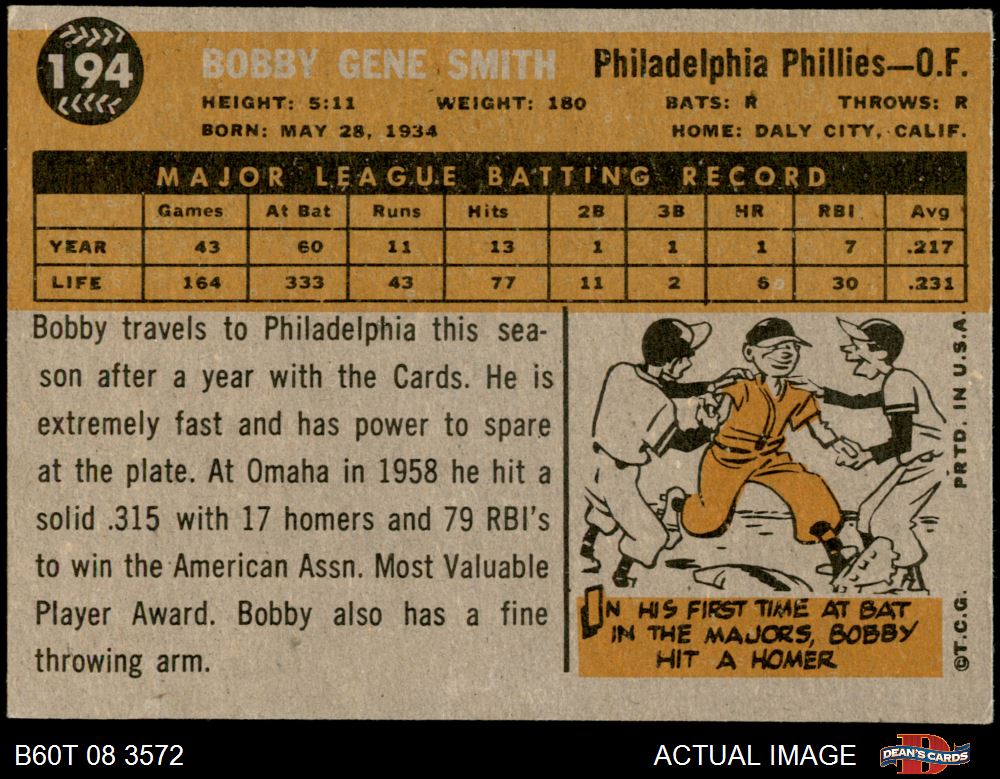 194
BOBBY GENE SMITH Philadelphia Phillies—O.F.
HEIGHT: 5:11 WEIGHT: 180 BATS: R THROWS: R
BORN: MAY 28, 1934 HOME: DALY CITY, CALIF.
MAJOR LEAGUE BATTING RECORD
Games At Bat Runs Hits 2B 3B HR RBI Avg
YEAR 43 60 11 13 1 1 1 7 .217
LIFE 164 333 43 77 11 2 6 30 .231
Bobby travels to Philadelphia this sea-
son after a year with the Cards. He is
extremely fast and has power to spare
at the plate. At Omaha in 1958 he hit a
solid .315 with 17 homers and 79 RBI's
to win the American Assn. Most Valuable
Player Award. Bobby also has a fine
throwing arm.
IN HIS FIRST TIME AT BAT
IN THE MAJORS, BOBBY
HIT A HOMER
©T.C.G. PRTD. IN U.S.A.
B60T 08 3572 ACTUAL IMAGE DEAN'S CARDS